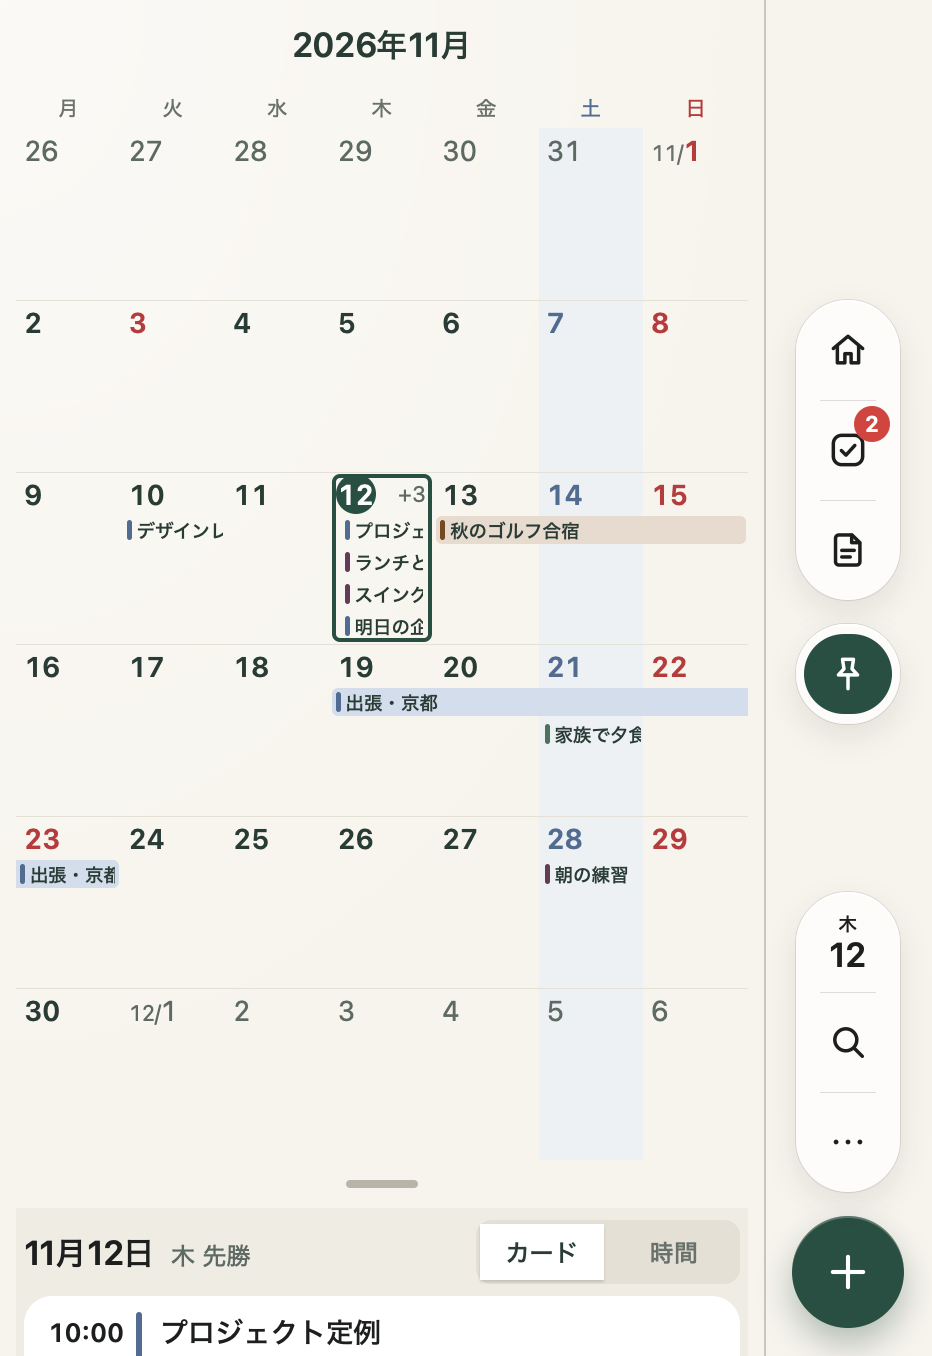 2026年11月
月 火 水 木 金 土 日
26 27 28 29 30 31 11/1
2 3 4 5 6 7 8
9 10 11 12 +3 13 14 15
デザインレ
プロジェ
秋のゴルフ合宿
ランチと
スイング
明日の企
16 17 18 19 20 21 22
出張・京都
家族で夕食
23 24 25 26 27 28 29
出張・京都
朝の練習
30 12/1 2 3 4 5 6
2
木
12
11月12日 木 先勝
カード 時間
10:00 プロジェクト定例